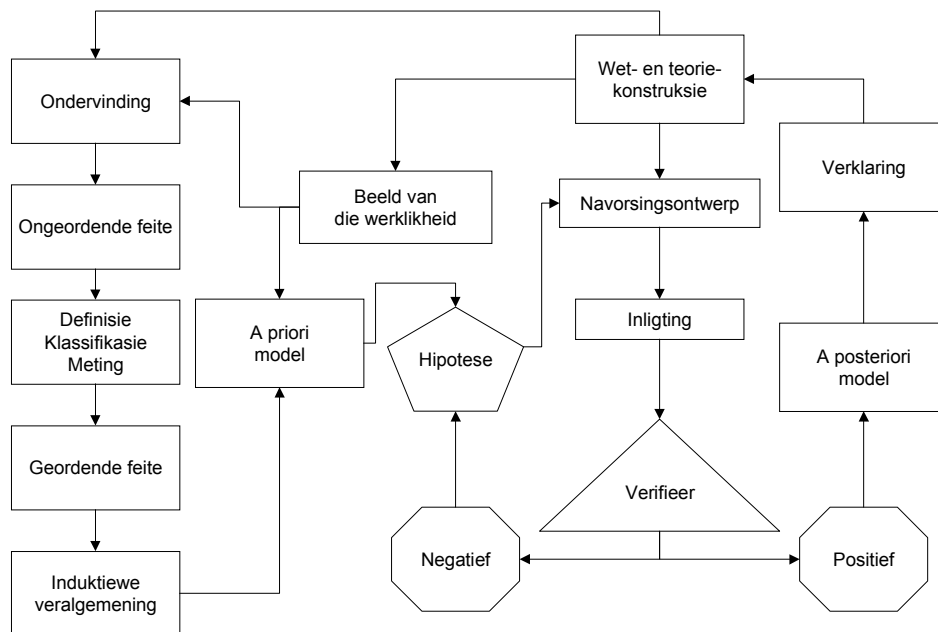 Ondervinding
Ongeordende feite
Definisie
Klassifikasie
Meting
Geordende feite
Induktiewe
veralgemening
Beeld van
die werklikheid
A priori
model
Hipotese
Negatief
Wet- en teorie-
konstruksie
Navorsingsontwerp
Inligting
Verifieer
Verklaring
A posteriori
model
Positief